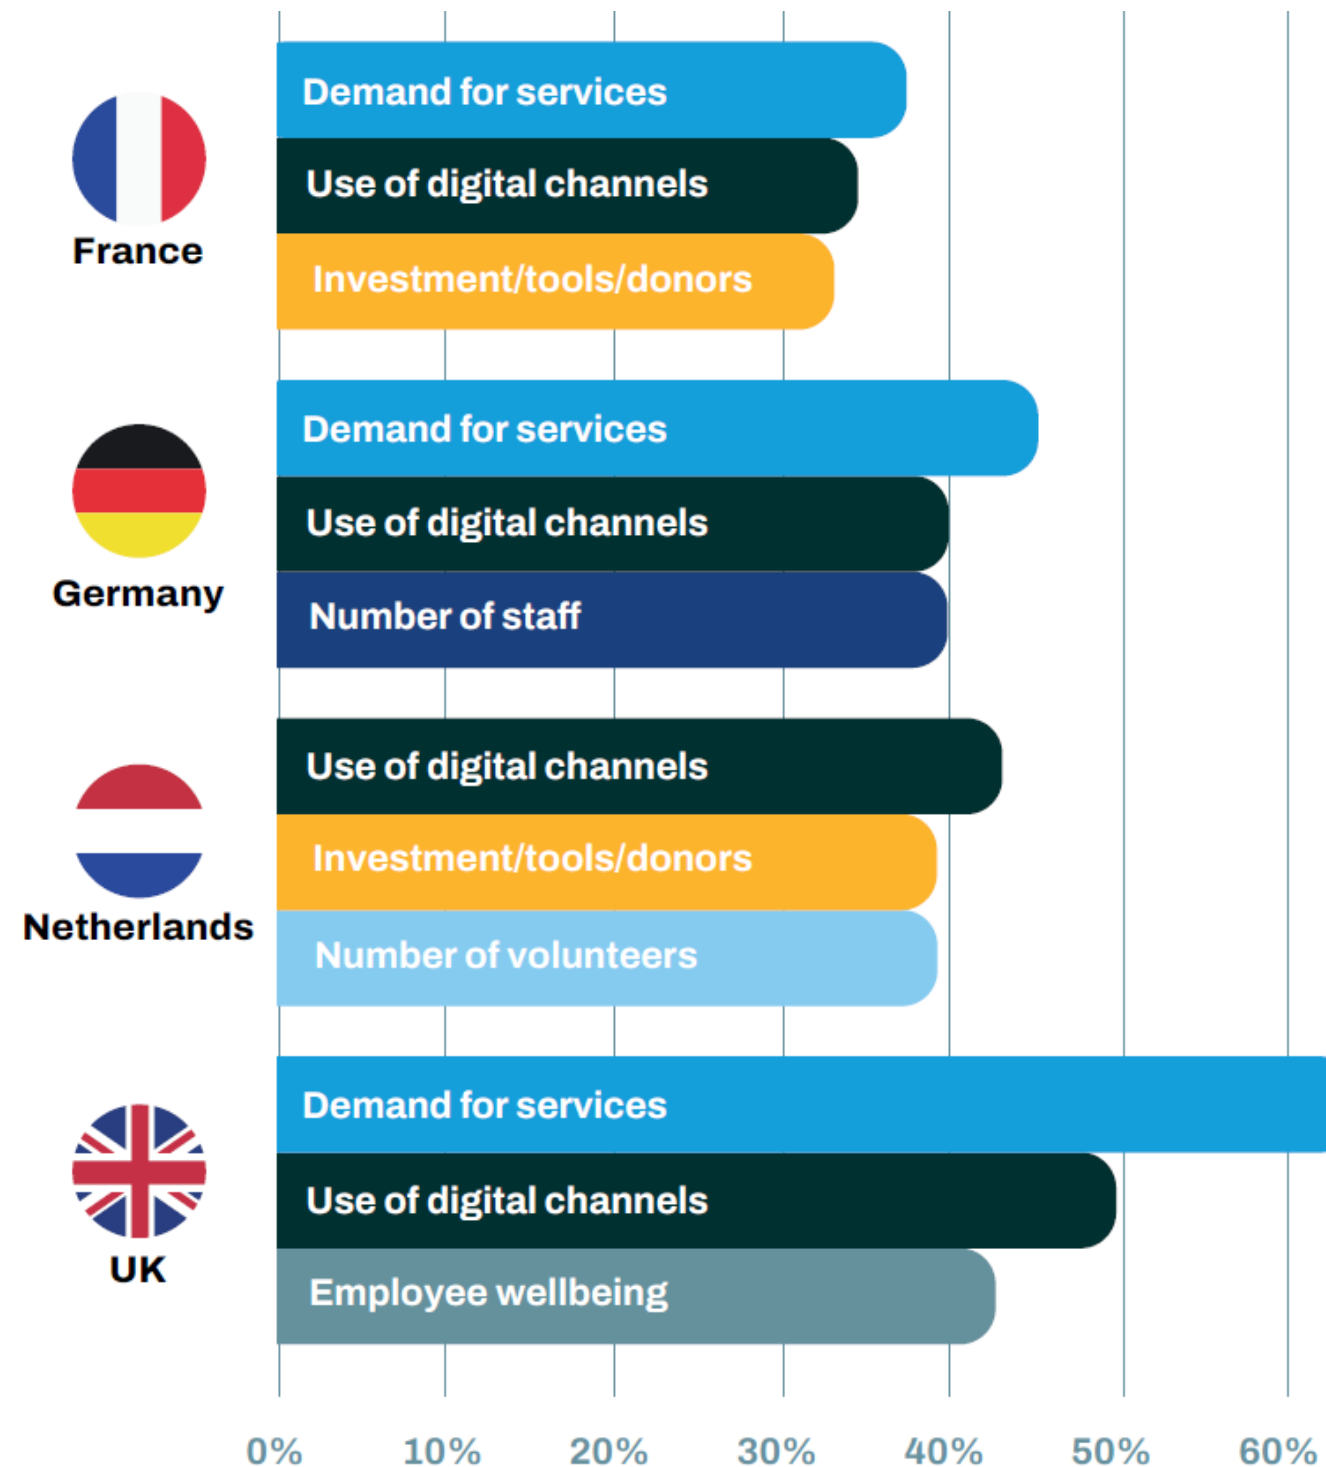 Demand for services
Use of digital channels
Investment/tools/donors
France
Demand for services
Use of digital channels
Number of staff
Germany
Use of digital channels
Investment/tools/donors
Number of volunteers
Netherlands
Demand for services
Use of digital channels
Employee wellbeing
UK
0% 10% 20% 30% 40% 50% 60%